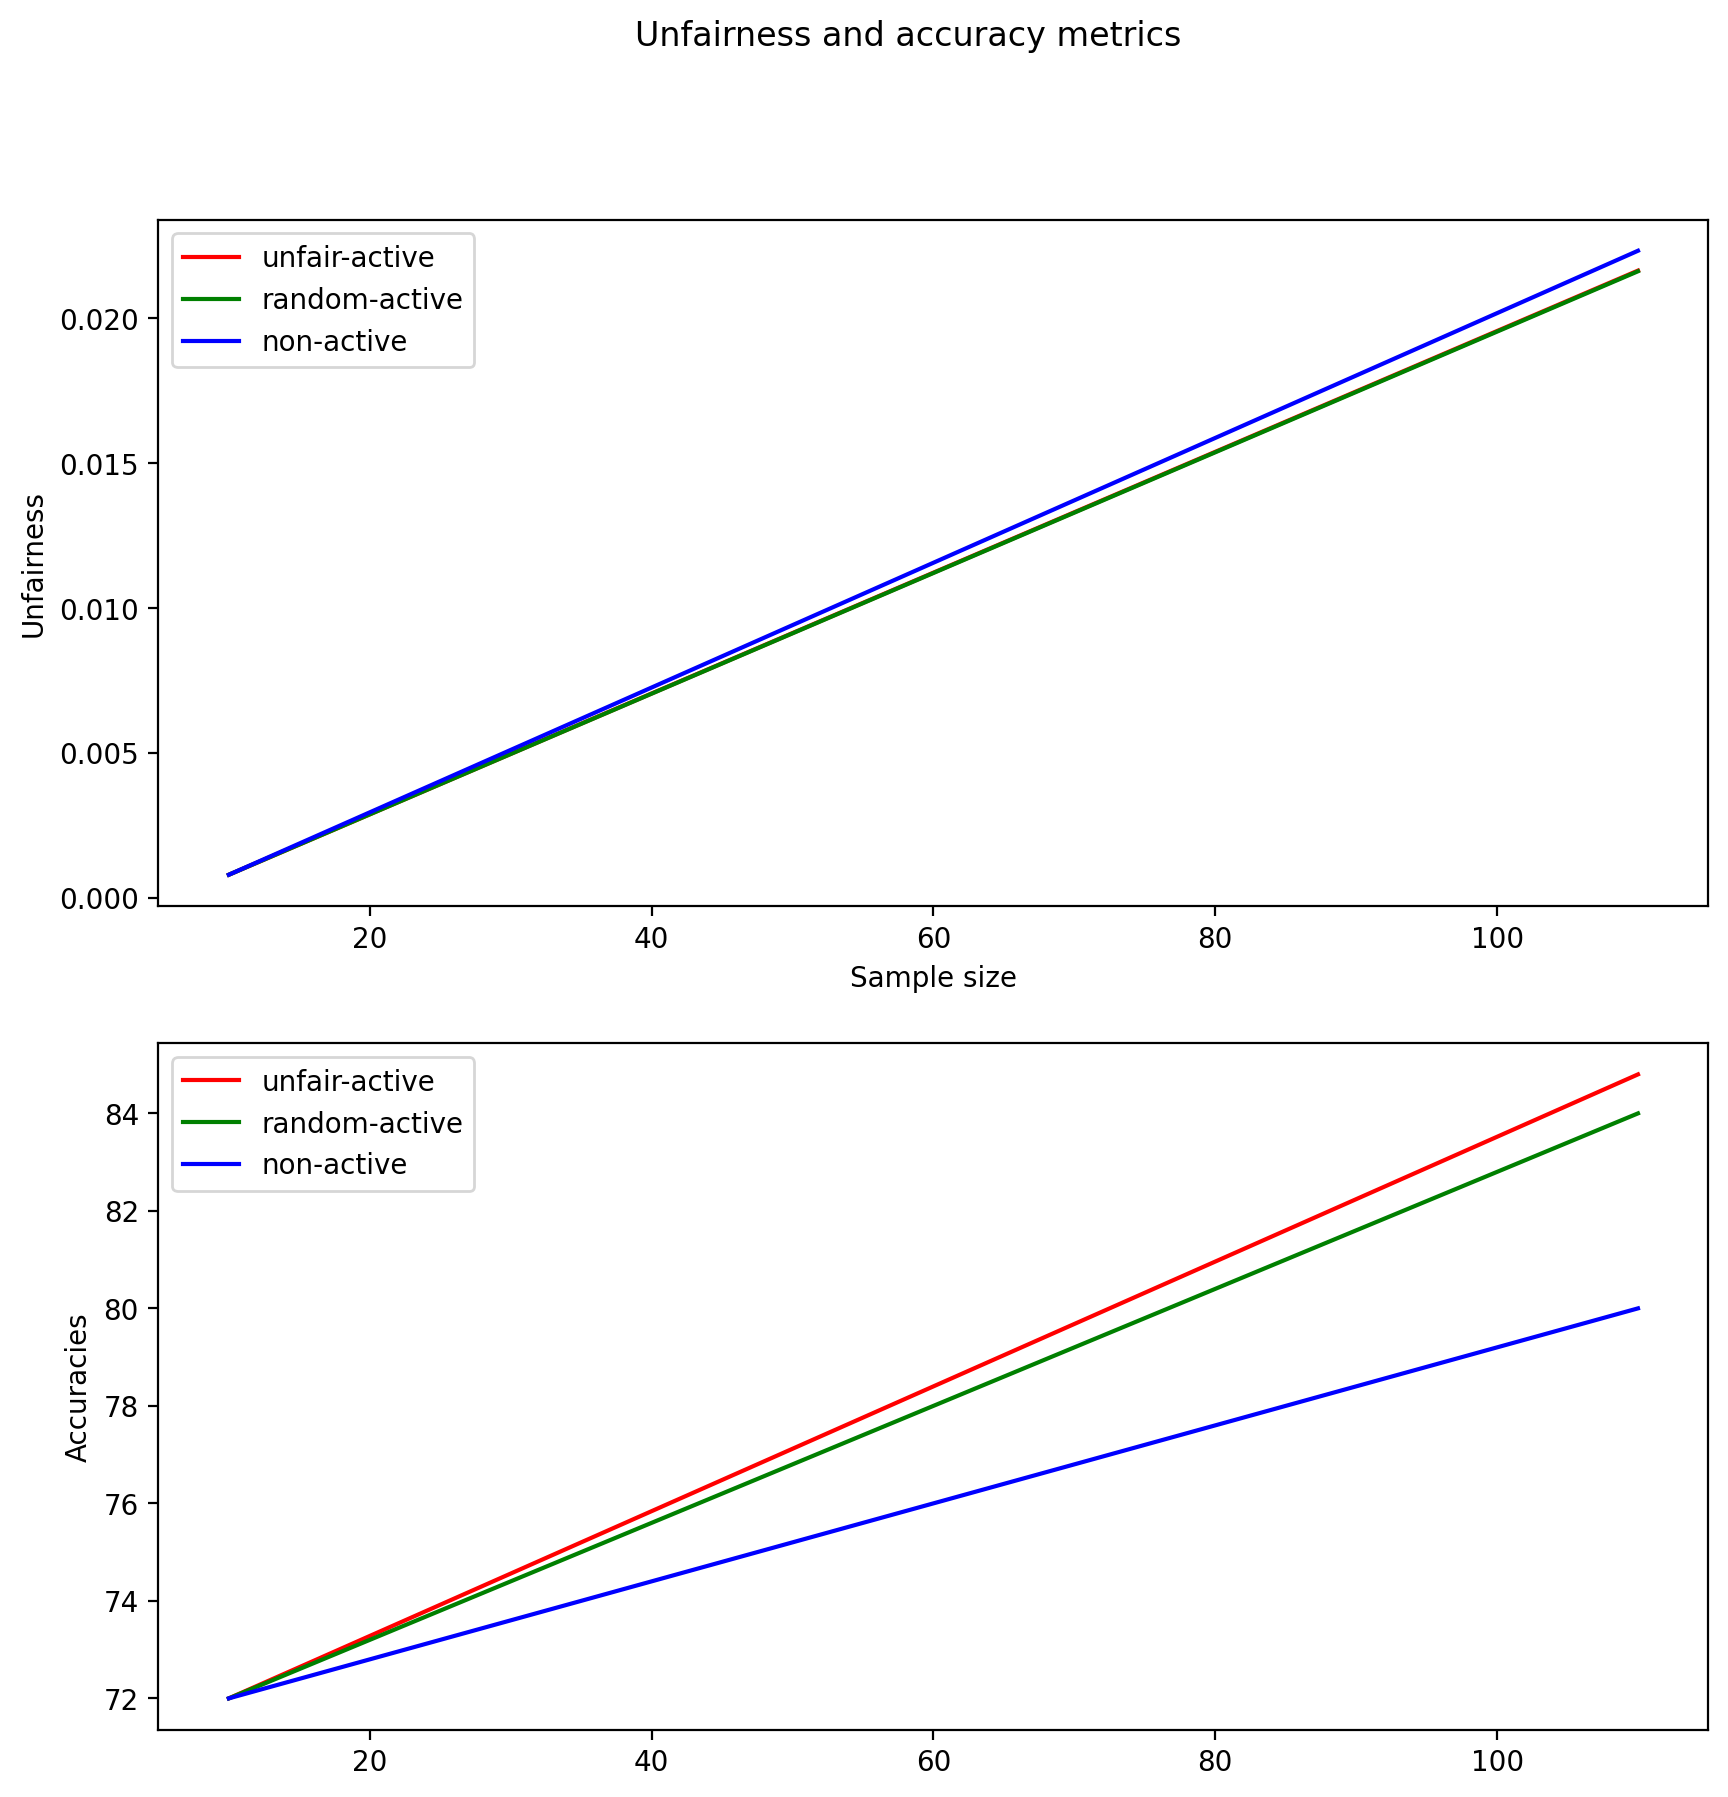 Unfairness and accuracy metrics
unfair-active
random-active
non-active
0.020
0.015
0.010
0.005
0.000
Unfairness
20 40 60 80 100
Sample size
unfair-active
random-active
non-active
84
82
80
78
76
74
72
Accuracies
20 40 60 80 100